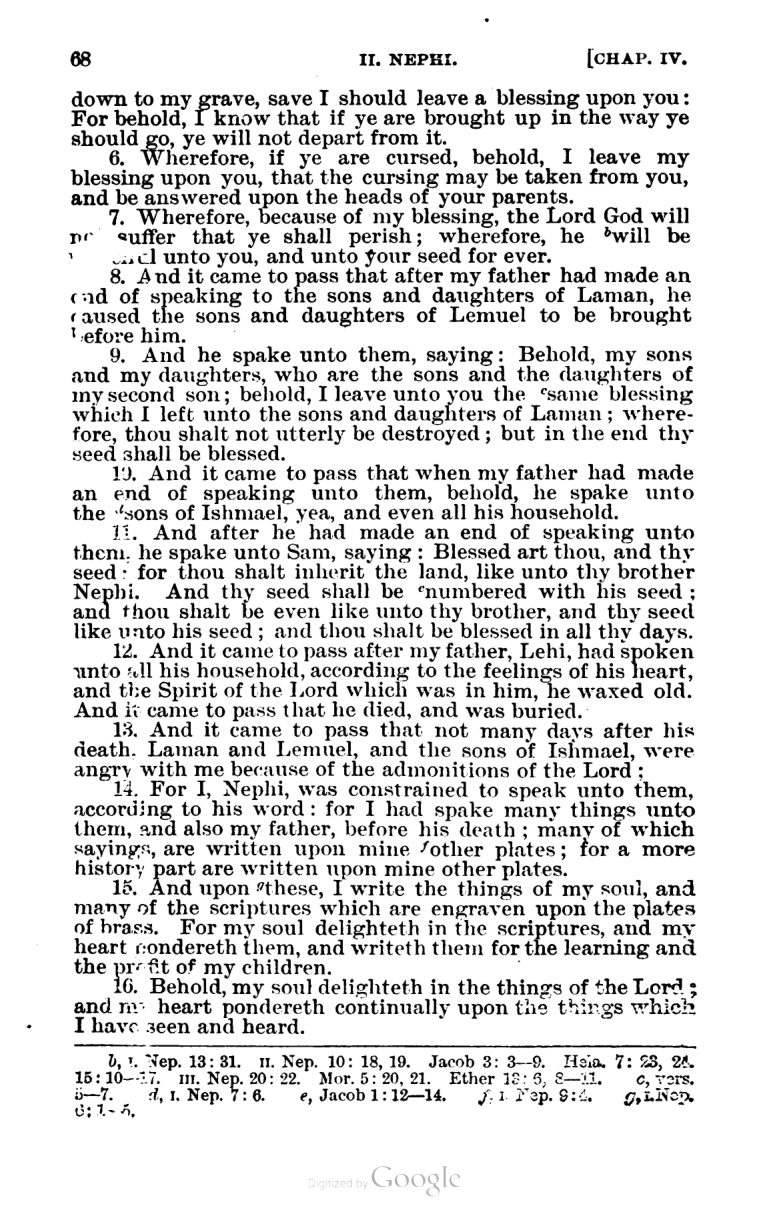 68 II. NEPHI. [CHAP. IV.
down to my grave, save I should leave a blessing upon you:
For behold, I know that if ye are brought up in the way ye
should go, ye will not depart from it.
6. Wherefore, if ye are cursed, behold, I leave my
blessing upon you, that the cursing may be taken from you,
and be answered upon the heads of your parents.
7. Wherefore, because of my blessing, the Lord God will
suffer that ye shall perish; wherefore, he bwill be
unto you, and unto your seed for ever.
8. And it came to pass that after my father had made an
end of speaking to the sons and daughters of Laman, he
caused the sons and daughters of Lemuel to be brought
before him.
9. And he spake unto them, saying: Behold, my sons
and my daughters, who are the sons and the daughters of
my second son; behold, I leave unto you the csame blessing
which I left unto the sons and daughters of Laman; where-
fore, thou shalt not utterly be destroyed; but in the end thy
seed shall be blessed.
10. And it came to pass that when my father had made
an end of speaking unto them, behold, he spake unto
the dsons of Ishmael, yea, and even all his household.
11. And after he had made an end of speaking unto
them, he spake unto Sam, saying: Blessed art thou, and thy
seed: for thou shalt inherit the land, like unto thy brother
Nephi. And thy seed shall be enumbered with his seed;
and thou shalt be even like unto thy brother, and thy seed
like unto his seed; and thou shalt be blessed in all thy days.
12. And it came to pass after my father, Lehi, had spoken
unto all his household, according to the feelings of his heart,
and the Spirit of the Lord which was in him, he waxed old.
And it came to pass that he died, and was buried.
13. And it came to pass that not many days after his
death. Laman and Lemuel, and the sons of Ishmael, were
angry with me because of the admonitions of the Lord;
14. For I, Nephi, was constrained to speak unto them,
according to his word: for I had spake many things unto
them, and also my father, before his death; many of which
sayings, are written upon mine fother plates; for a more
history part are written upon mine other plates.
15. And upon gthese, I write the things of my soul, and
many of the scriptures which are engraven upon the plates
of brass. For my soul delighteth in the scriptures, and my
heart pondereth them, and writeth them for the learning and
the profit of my children.
16. Behold, my soul delighteth in the things of the Lord;
and my heart pondereth continually upon the things which
I have seen and heard.
b, I. Nep. 13: 31. II. Nep. 10: 18, 19. Jacob 3: 3—9. Hela. 7: 23, 24.
15: 10—17. III. Nep. 20: 22. Mor. 5: 20, 21. Ether 13: 6, 8—11. c, vers.
5—7. d, I. Nep. 7: 6. e, Jacob 1: 12—14. f, I. Nep. 9: 4. g, I. Nep.
Digitized by Google